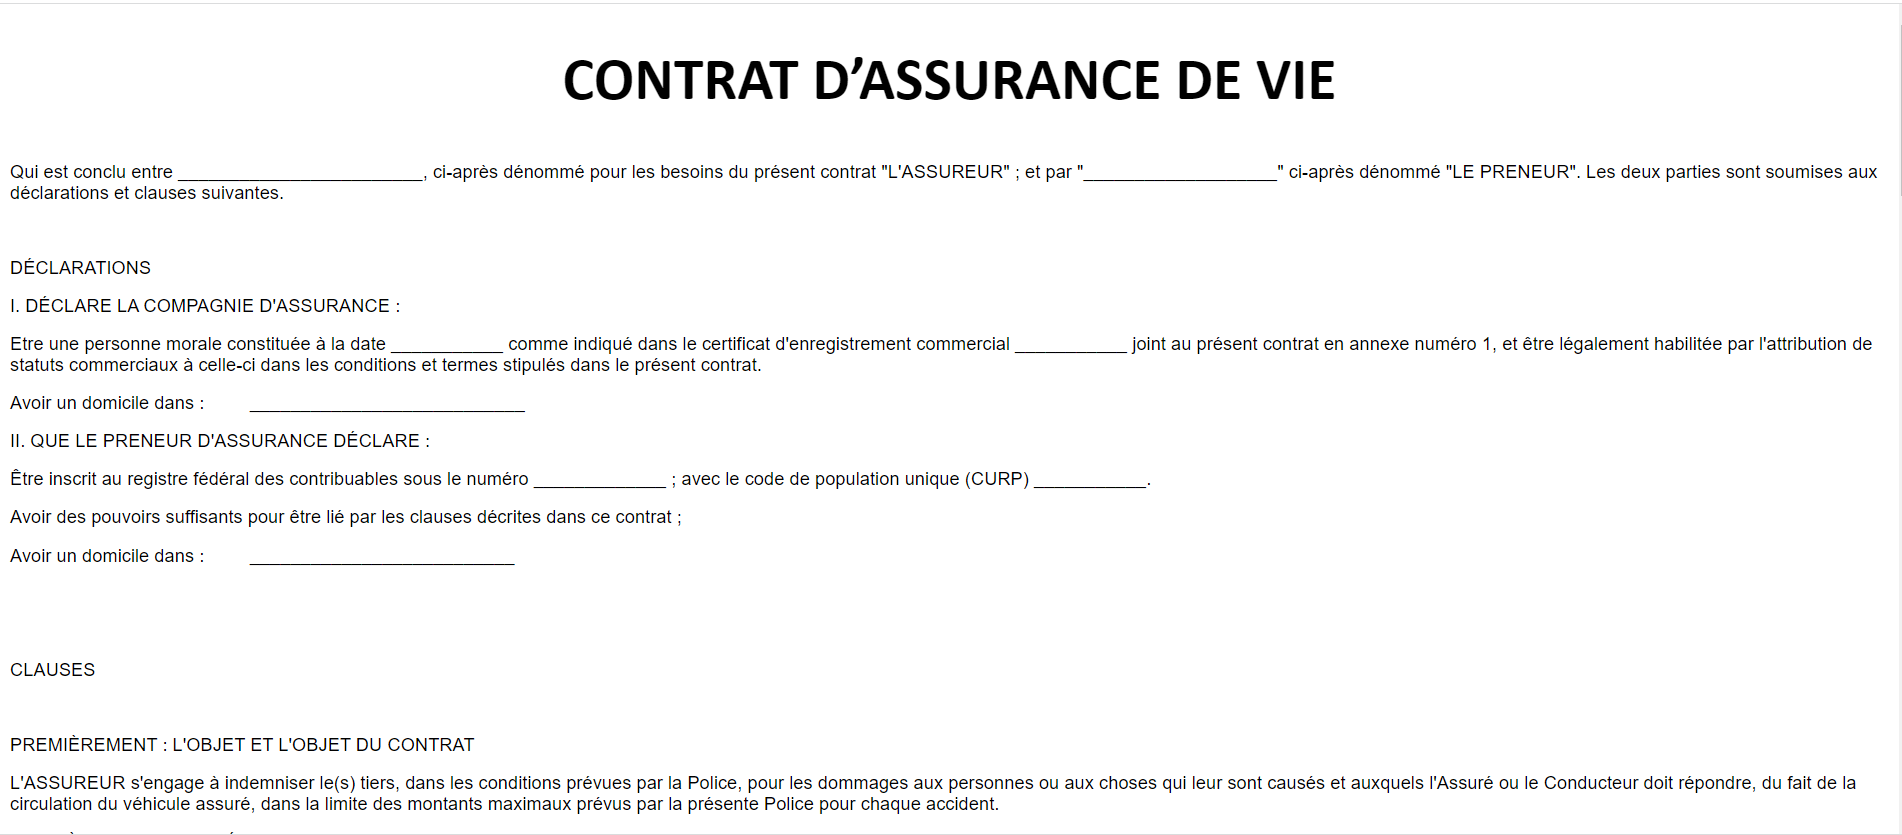 CONTRAT D’ASSURANCE DE VIE
Qui est conclu entre ________________________, ci-après dénommé pour les besoins du présent contrat "L'ASSUREUR" ; et par "___________________" ci-après dénommé "LE PRENEUR". Les deux parties sont soumises aux
déclarations et clauses suivantes.
DÉCLARATIONS
I. DÉCLARE LA COMPAGNIE D'ASSURANCE :
Etre une personne morale constituée à la date ___________ comme indiqué dans le certificat d'enregistrement commercial ___________ joint au présent contrat en annexe numéro 1, et être légalement habilitée par l'attribution de
statuts commerciaux à celle-ci dans les conditions et termes stipulés dans le présent contrat.
Avoir un domicile dans : ___________________________
II. QUE LE PRENEUR D'ASSURANCE DÉCLARE :
Être inscrit au registre fédéral des contribuables sous le numéro _____________ ; avec le code de population unique (CURP) ___________.
Avoir des pouvoirs suffisants pour être lié par les clauses décrites dans ce contrat ;
Avoir un domicile dans : __________________________
CLAUSES
PREMIÈREMENT : L'OBJET ET L'OBJET DU CONTRAT
L'ASSUREUR s'engage à indemniser le(s) tiers, dans les conditions prévues par la Police, pour les dommages aux personnes ou aux choses qui leur sont causés et auxquels l'Assuré ou le Conducteur doit répondre, du fait de la
circulation du véhicule assuré, dans la limite des montants maximaux prévus par la présente Police pour chaque accident.